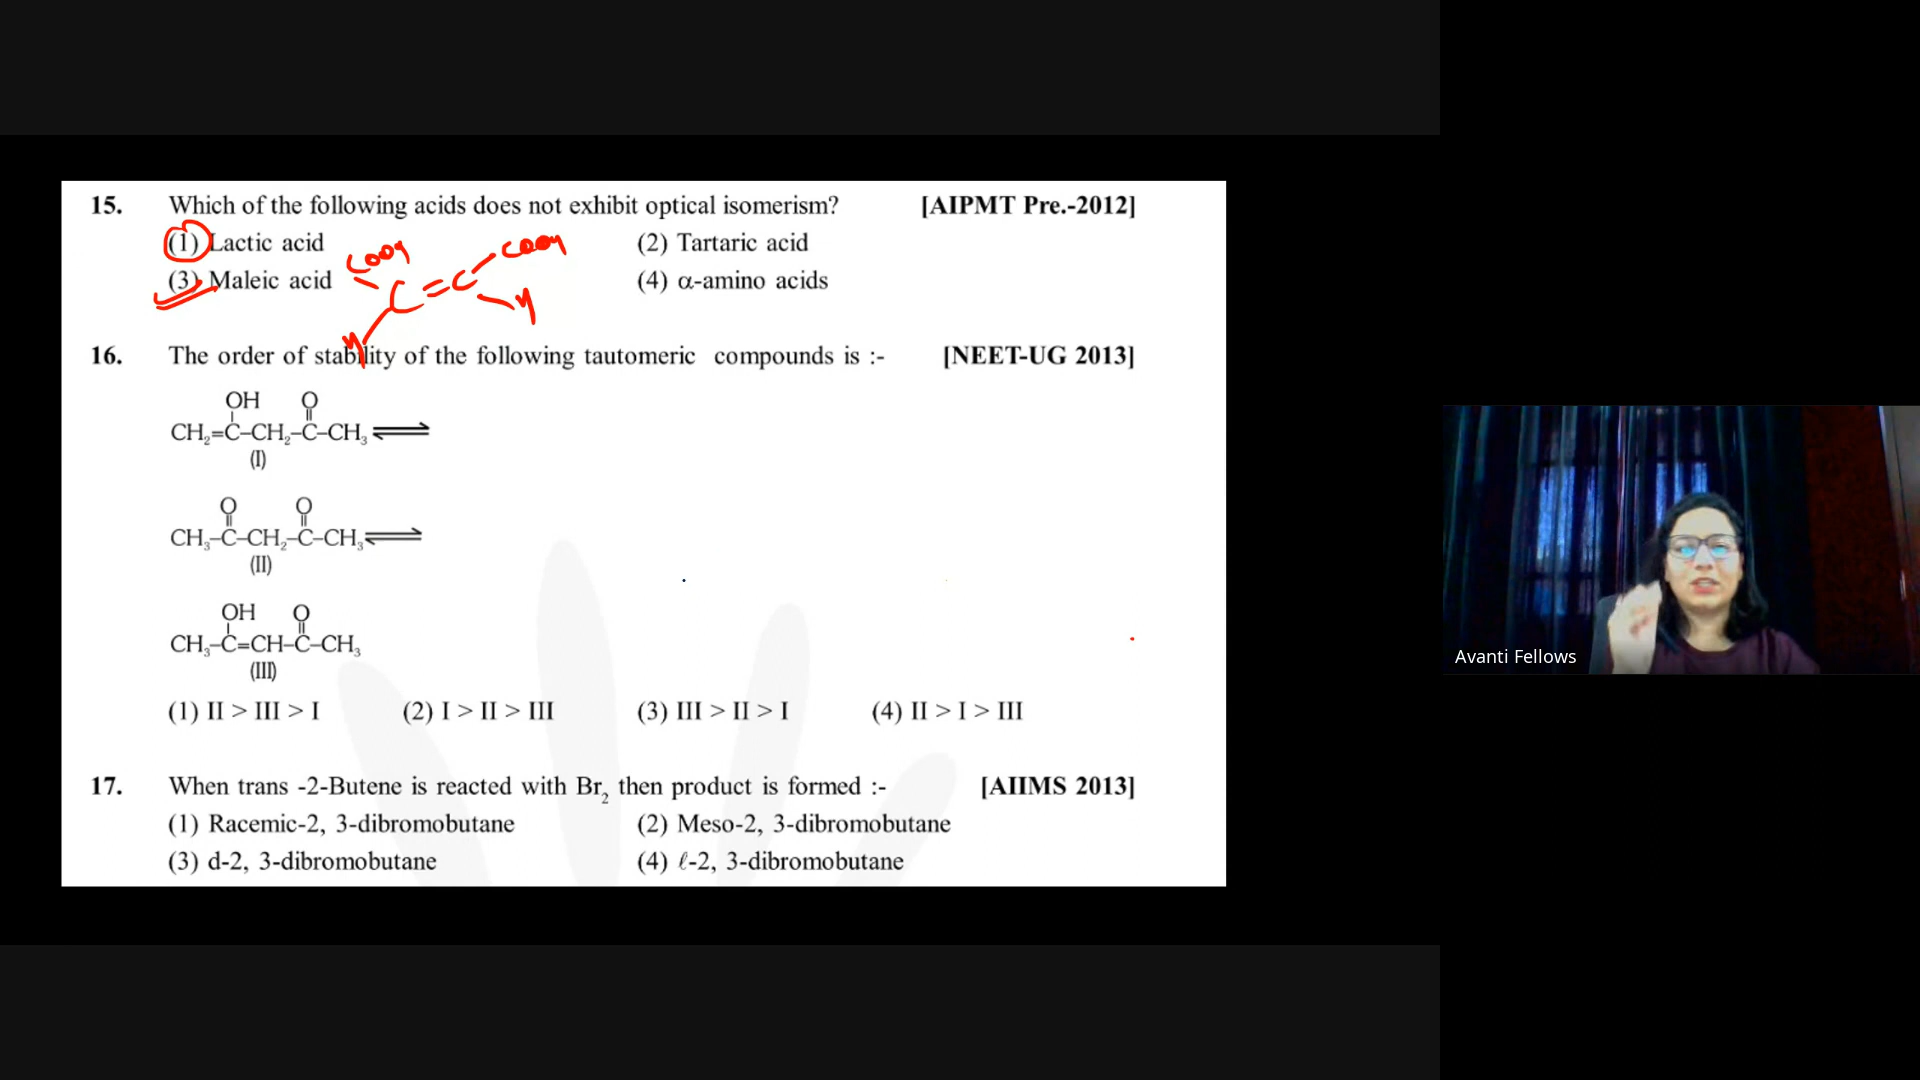 15. Which of the following acids does not exhibit optical isomerism? [AIPMT Pre.-2012]
(1) Lactic acid (2) Tartaric acid
(3) Maleic acid (4) α-amino acids
COOH C=C COOH
H H
16. The order of stability of the following tautomeric compounds is :- [NEET-UG 2013]
OH O
CH₂=C–CH₂–C–CH₃ ⇌
(I)
O O
CH₃–C–CH₂–C–CH₃ ⇌
(II)
OH O
CH₃–C=CH–C–CH₃
(III)
(1) II > III > I (2) I > II > III (3) III > II > I (4) II > I > III
17. When trans -2-Butene is reacted with Br₂ then product is formed :- [AIIMS 2013]
(1) Racemic-2, 3-dibromobutane (2) Meso-2, 3-dibromobutane
(3) d-2, 3-dibromobutane (4) ℓ-2, 3-dibromobutane
Avanti Fellows